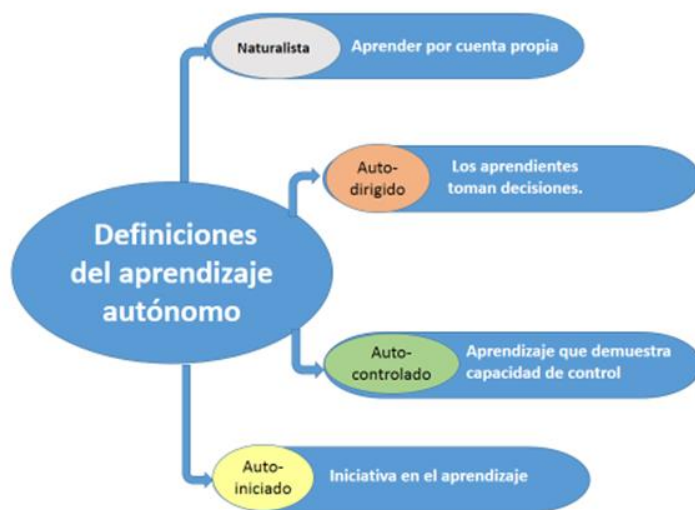 Naturalista
Aprender por cuenta propia
Auto-
dirigido
Los aprendientes
toman decisiones.
Definiciones
del aprendizaje
autónomo
Auto-
controlado
Aprendizaje que demuestra
capacidad de control
Auto-
iniciado
Iniciativa en el aprendizaje